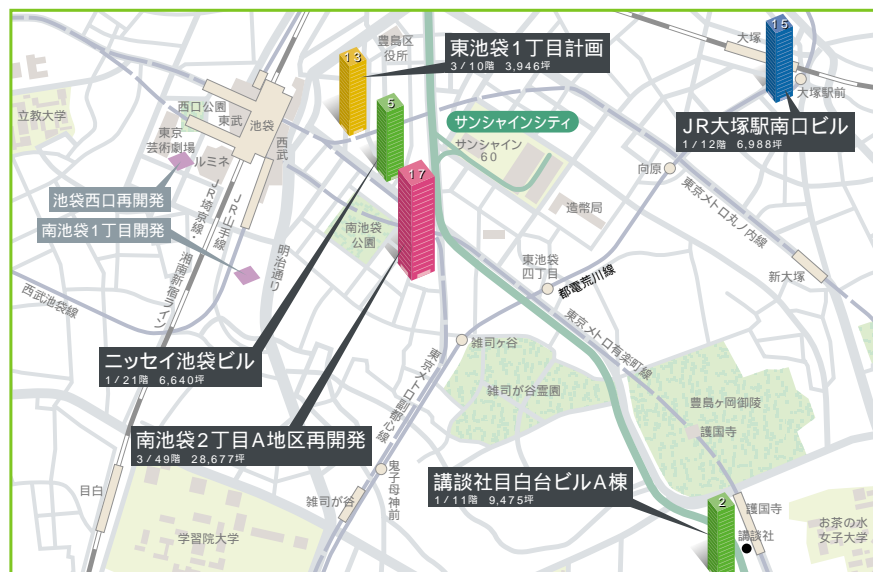 15
大塚
大塚駅前
豊島区
役所
13
東池袋1丁目計画
3/10階 3,946坪
5
サンシャインシティ
サンシャイン
60
JR大塚駅南口ビル
1/12階 6,988坪
立教大学
西口公園
東武
池袋
西武
東京
芸術劇場
ルミネ
17
向原
東京メトロ丸ノ内線
池袋西口再開発
南池袋1丁目開発
JR埼京線・湘南新宿ライン
JR山手線
明治通り
南池袋
公園
造幣局
東池袋
四丁目
都電荒川線
新大塚
西武池袋線
東京メトロ有楽町線
雑司ヶ谷
東京メトロ副都心線
ニッセイ池袋ビル
1/21階 6,640坪
雑司が谷霊園
豊島ヶ岡御陵
護国寺
南池袋2丁目A地区再開発
3/49階 28,677坪
鬼子母神前
目白
雑司が谷
講談社目白台ビルA棟
1/11階 9,475坪
2
護国寺
講談社
学習院大学
お茶の水
女子大学